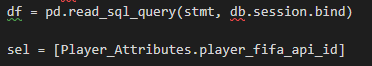 df = pd.read_sql_query(stmt, db.session.bind)
sel = [Player_Attributes.player_fifa_api_id]